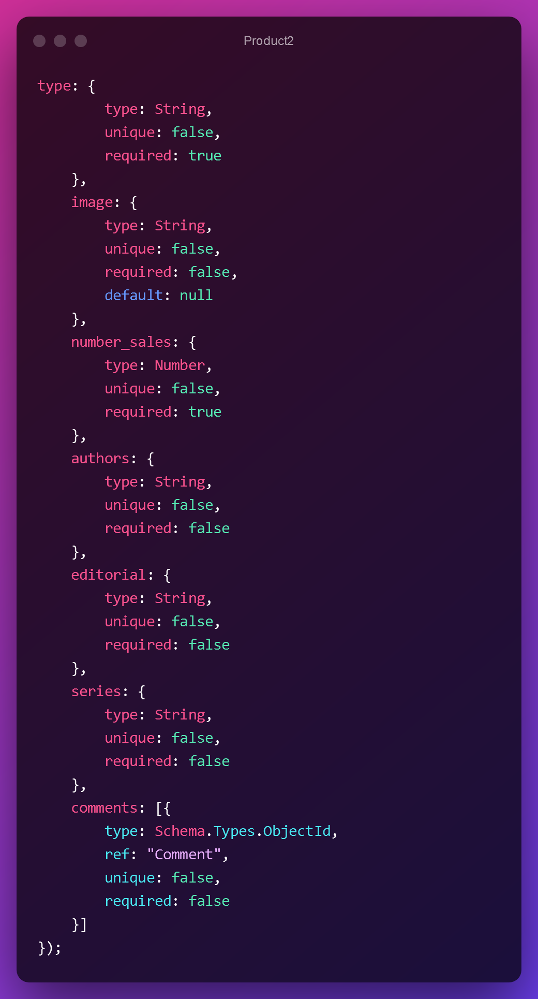 Product2
type: {
        type: String,
        unique: false,
        required: true
    },
    image: {
        type: String,
        unique: false,
        required: false,
        default: null
    },
    number_sales: {
        type: Number,
        unique: false,
        required: true
    },
    authors: {
        type: String,
        unique: false,
        required: false
    },
    editorial: {
        type: String,
        unique: false,
        required: false
    },
    series: {
        type: String,
        unique: false,
        required: false
    },
    comments: [{
        type: Schema.Types.ObjectId,
        ref: "Comment",
        unique: false,
        required: false
    }]
});